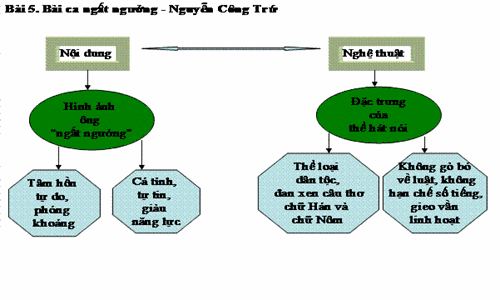 Bài 5. Bài ca ngất ngưởng - Nguyễn Công Trứ
Nội dung
Nghệ thuật
Hình ảnh
ông
"ngất ngưởng"
Đặc trưng
của
thể hát nói
Tâm hồn
tự do,
phóng
khoáng
Cá tính,
tự tin,
giàu
năng lực
Thể loại
dân tộc,
đan xen câu thơ
chữ Hán và
chữ Nôm
Không gò bó
về luật, không
hạn chế số tiếng,
gieo vần
linh hoạt